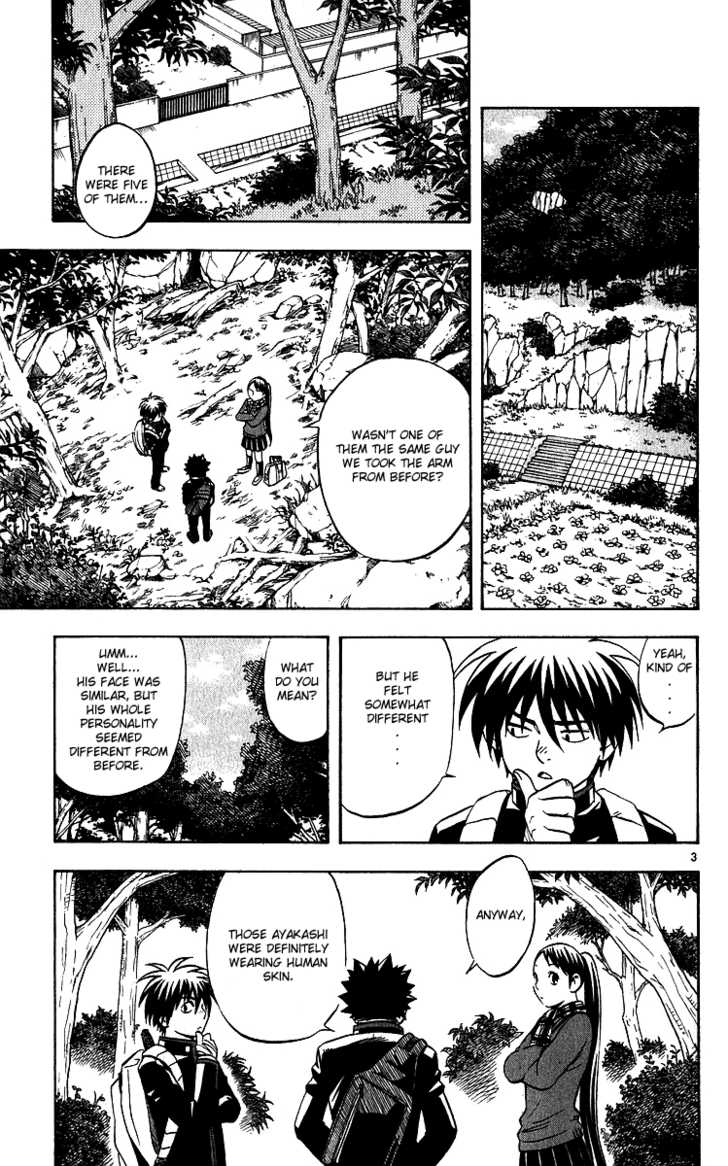 THERE
WERE FIVE
OF THEM...
WASN'T ONE OF
THEM THE SAME GUY
WE TOOK THE ARM
FROM BEFORE?
YEAH,
KIND OF
.
.
.
BUT HE
FELT
SOMEWHAT
DIFFERENT
.
.
.
WHAT
DO YOU
MEAN?
UMM...
WELL...
HIS FACE WAS
SIMILAR, BUT
HIS WHOLE
PERSONALITY
SEEMED
DIFFERENT FROM
BEFORE.
3
ANYWAY,
THOSE AYAKASHI
WERE DEFINITELY
WEARING HUMAN
SKIN.